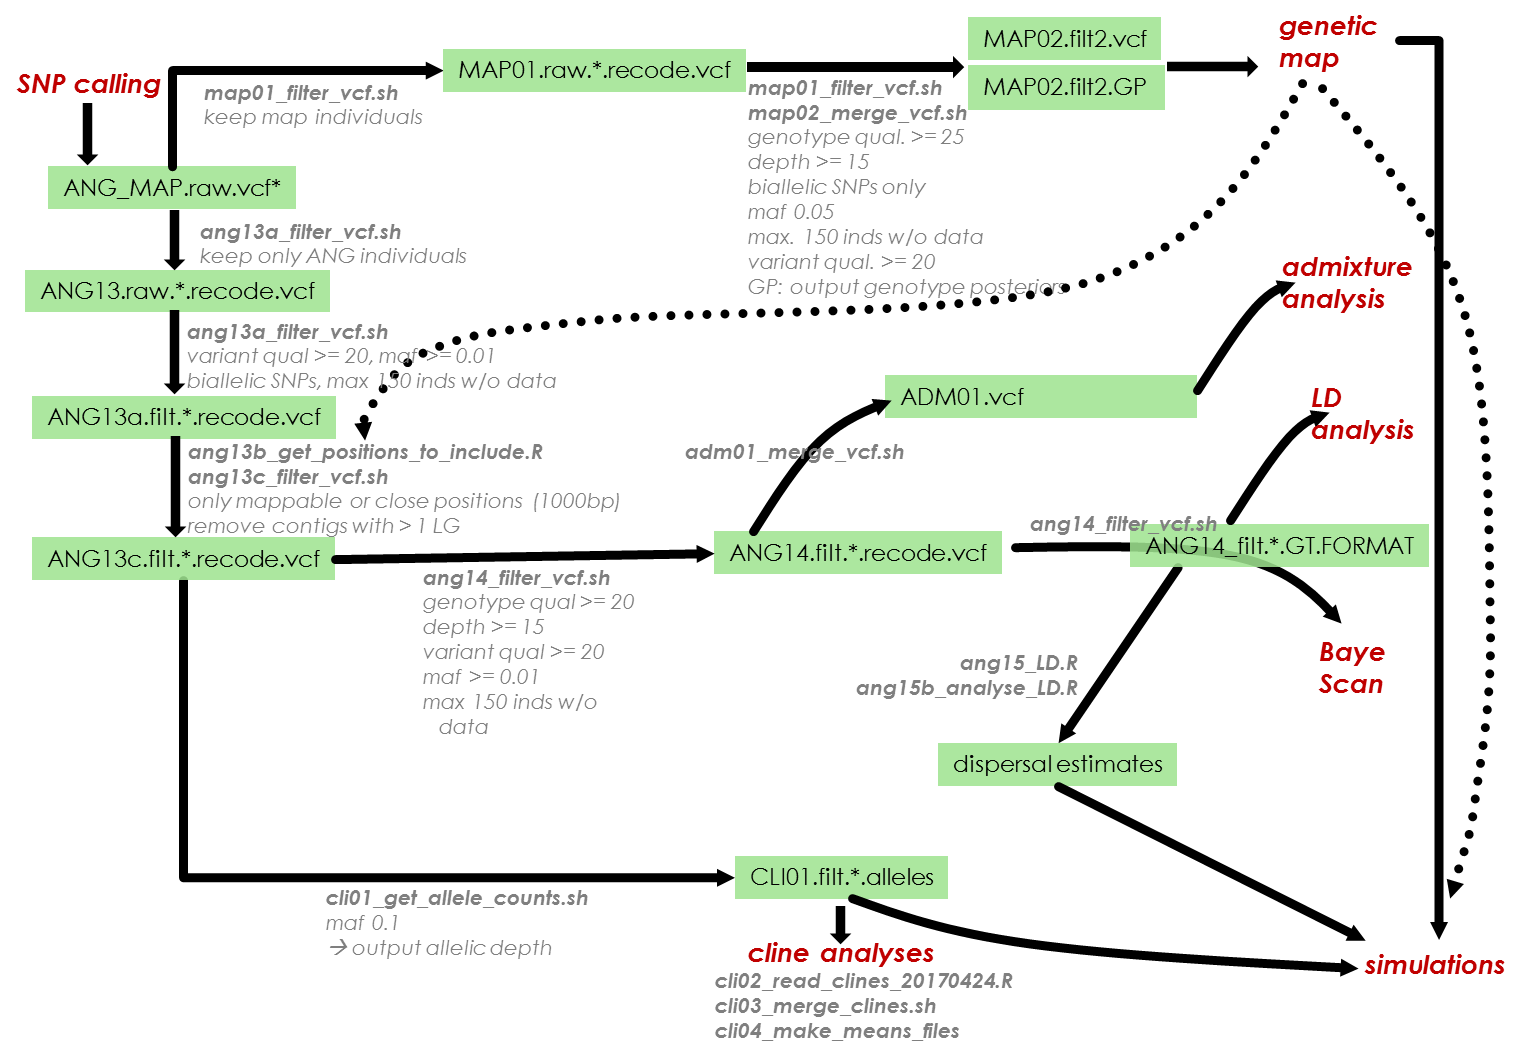 SNP calling
ANG_MAP.raw.vcf*
map01_filter_vcf.sh
keep map individuals
MAP01.raw.*.recode.vcf
map01_filter_vcf.sh
map02_merge_vcf.sh
genotype qual. >= 25
depth >= 15
biallelic SNPs only
maf 0.05
max. 150 inds w/o data
variant qual. >= 20
GP: output genotype posteriors
MAP02.filt2.vcf
MAP02.filt2.GP
genetic
map
ang13a_filter_vcf.sh
keep only ANG individuals
ANG13.raw.*.recode.vcf
ang13a_filter_vcf.sh
variant qual >= 20, maf >= 0.01
biallelic SNPs, max 150 inds w/o data
ANG13a.filt.*.recode.vcf
ang13b_get_positions_to_include.R
ang13c_filter_vcf.sh
only mappable or close positions (1000bp)
remove contigs with > 1 LG
ANG13c.filt.*.recode.vcf
ang14_filter_vcf.sh
genotype qual >= 20
depth >= 15
variant qual >= 20
maf >= 0.01
max 150 inds w/o
data
ANG14.filt.*.recode.vcf
adm01_merge_vcf.sh
ADM01.vcf
admixture
analysis
ang14_filter_vcf.sh
ANG14_filt.*.GT.FORMAT
LD
analysis
Baye
Scan
ang15_LD.R
ang15b_analyse_LD.R
dispersal estimates
cli01_get_allele_counts.sh
maf 0.1
→ output allelic depth
CLI01.filt.*.alleles
cline analyses
cli02_read_clines_20170424.R
cli03_merge_clines.sh
cli04_make_means_files
simulations